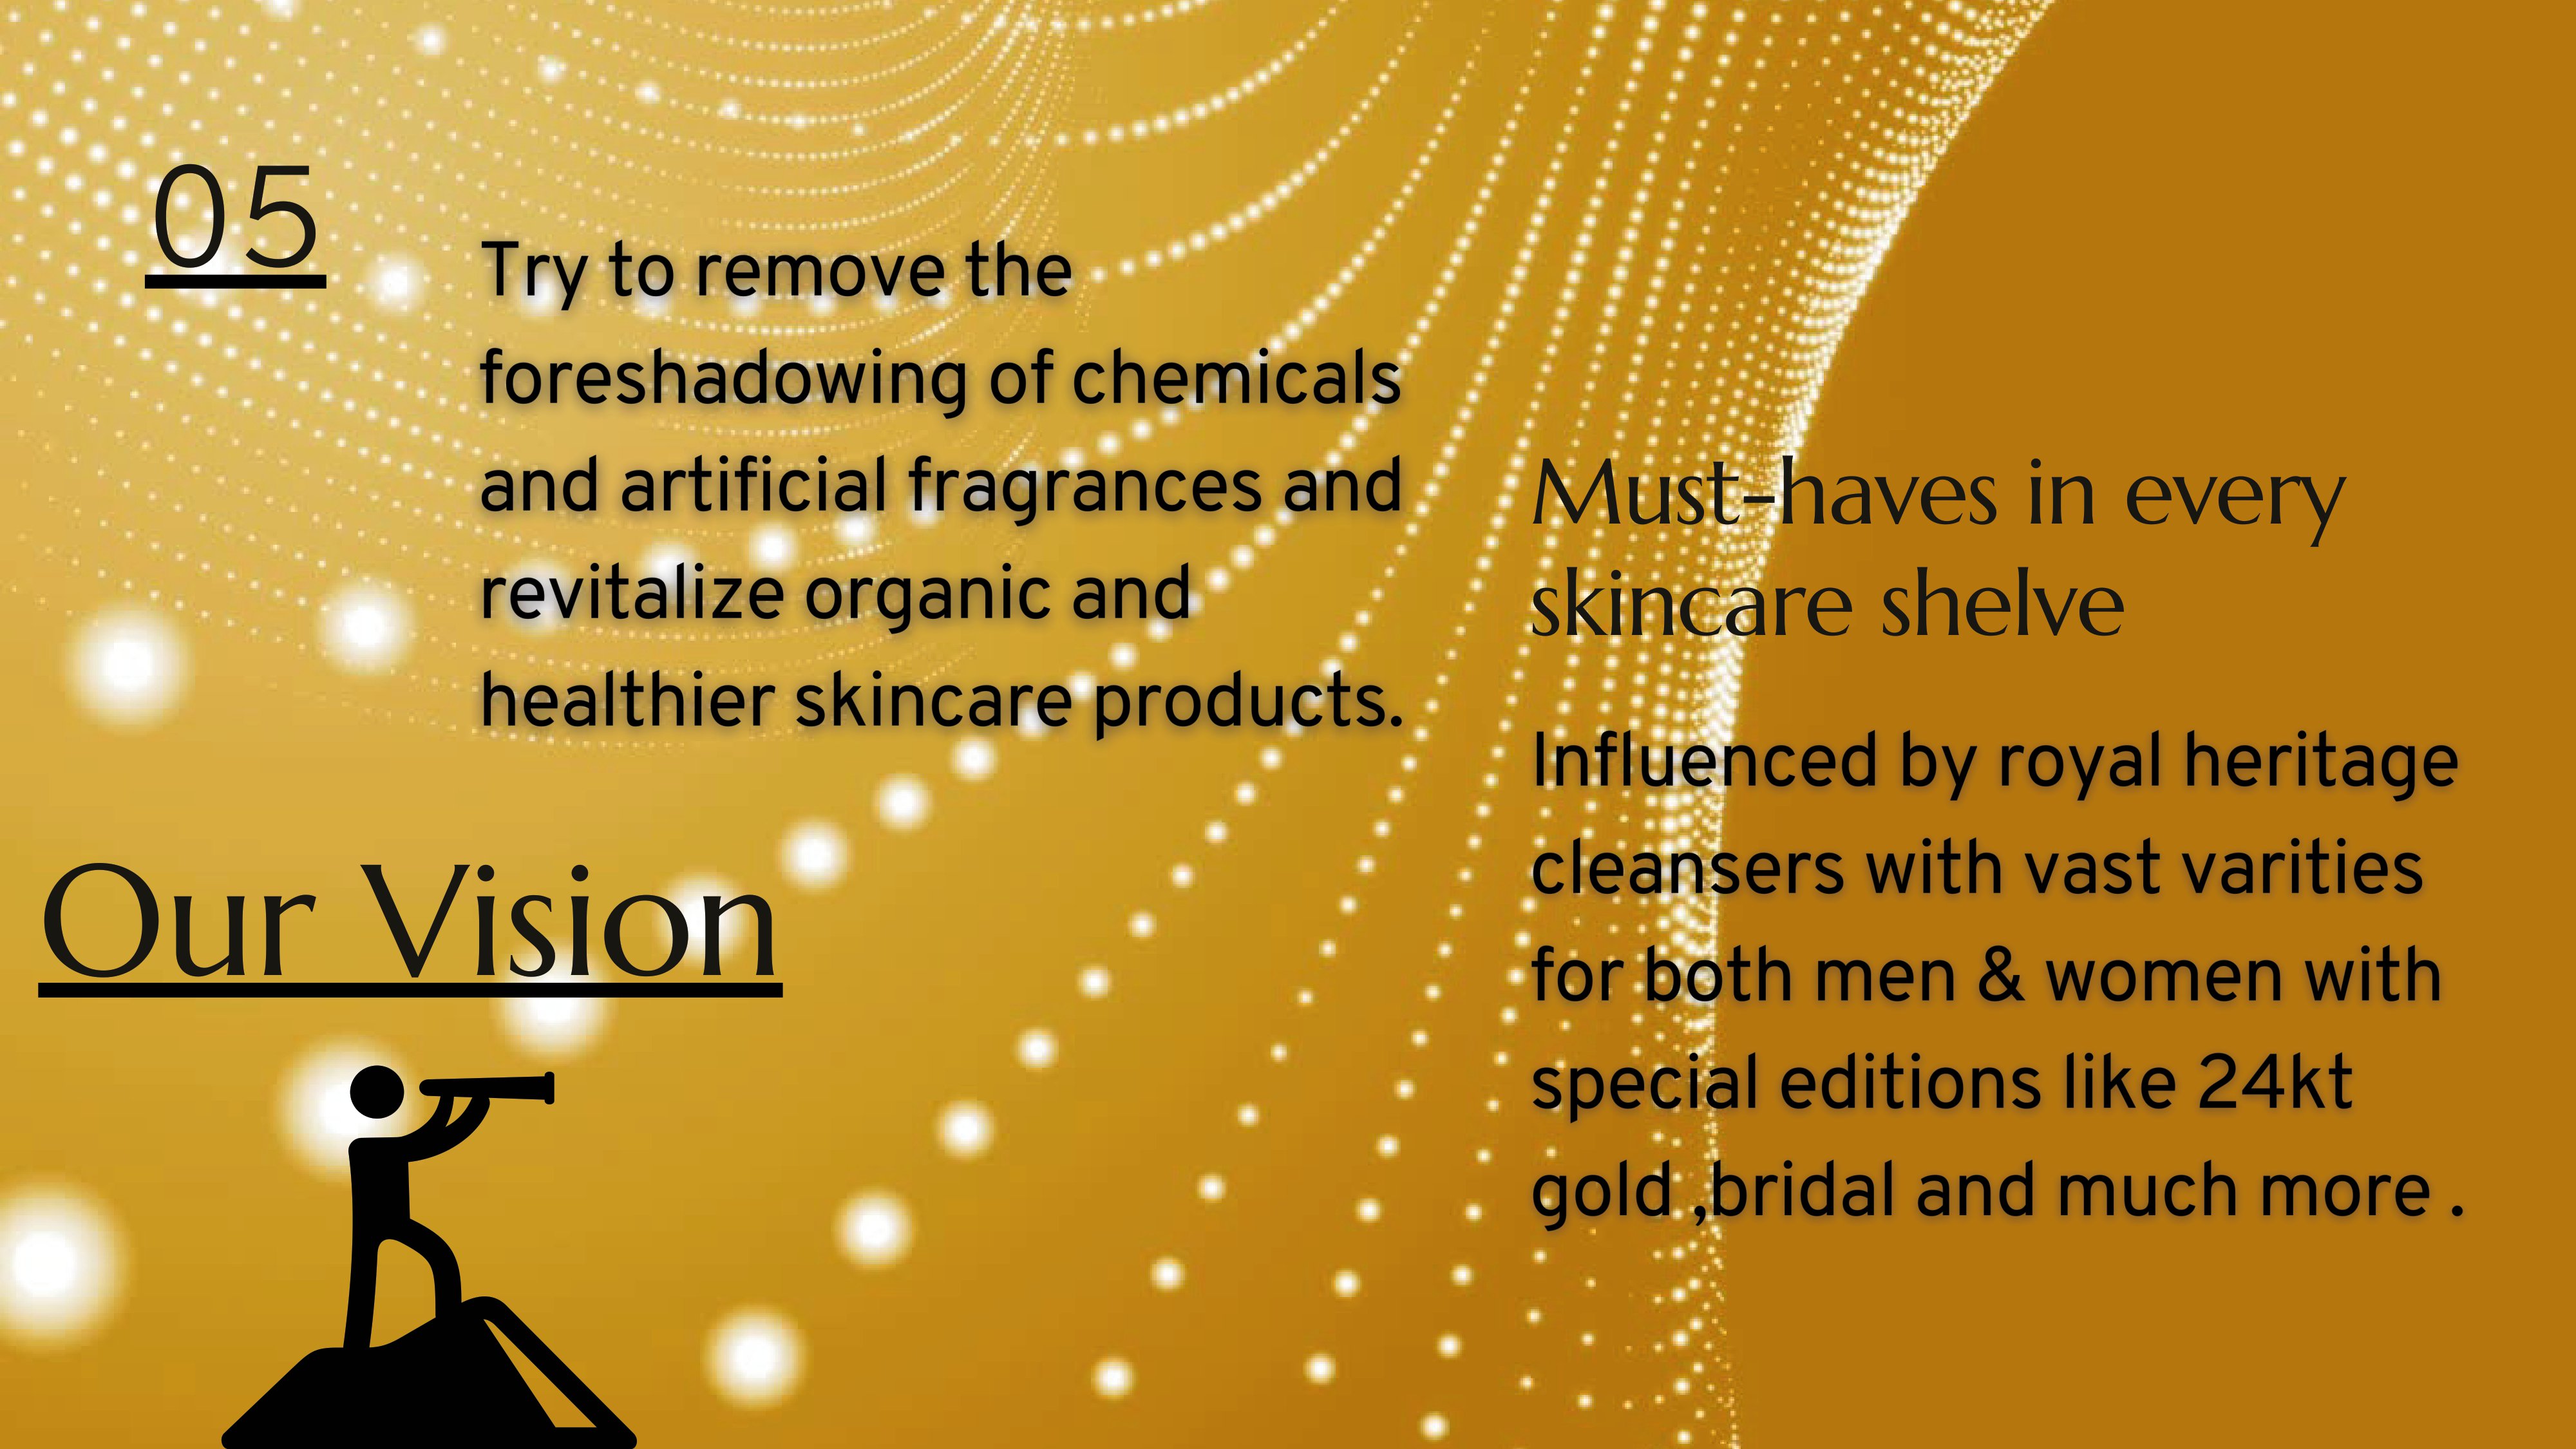 05
Try to remove the
foreshadowing of chemicals
and artificial fragrances and
revitalize organic and
healthier skincare products.
Our Vision
Must-haves in every
skincare shelve
Influenced by royal heritage
cleansers with vast varities
for both men & women with
special editions like 24kt
gold ,bridal and much more .